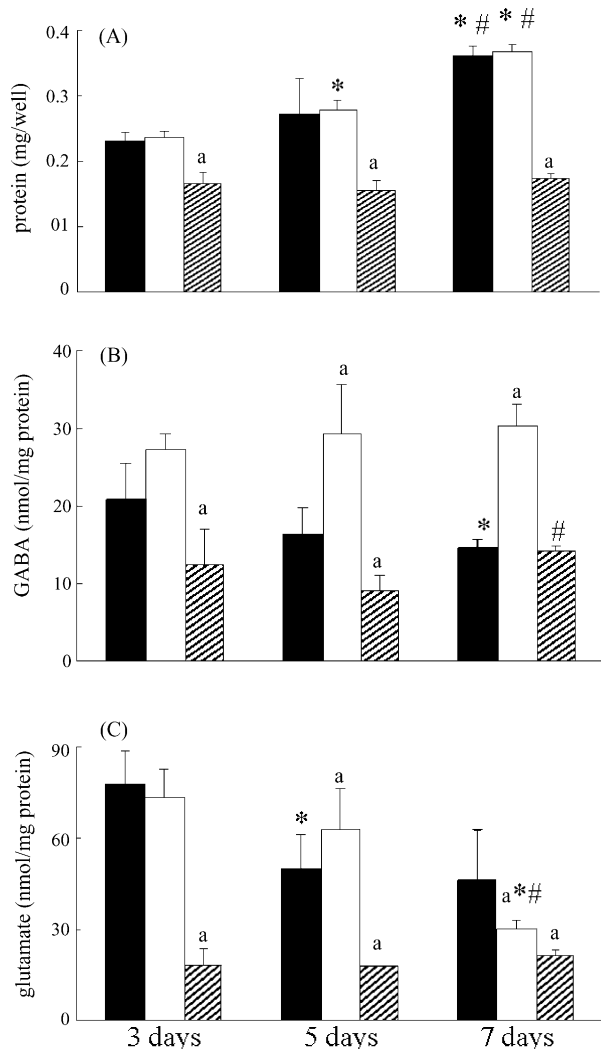 (A)
* # * #
0.4
*
0.3
a a a
0.2
01
0
protein (mg/well)
(B)
40
a a
30
a * #
20
a
10
0
GABA (nmol/mg protein)
(C)
90
a
*
60
a *#
30
a a a
0
glutamate (nmol/mg protein)
3 days 5 days 7 days